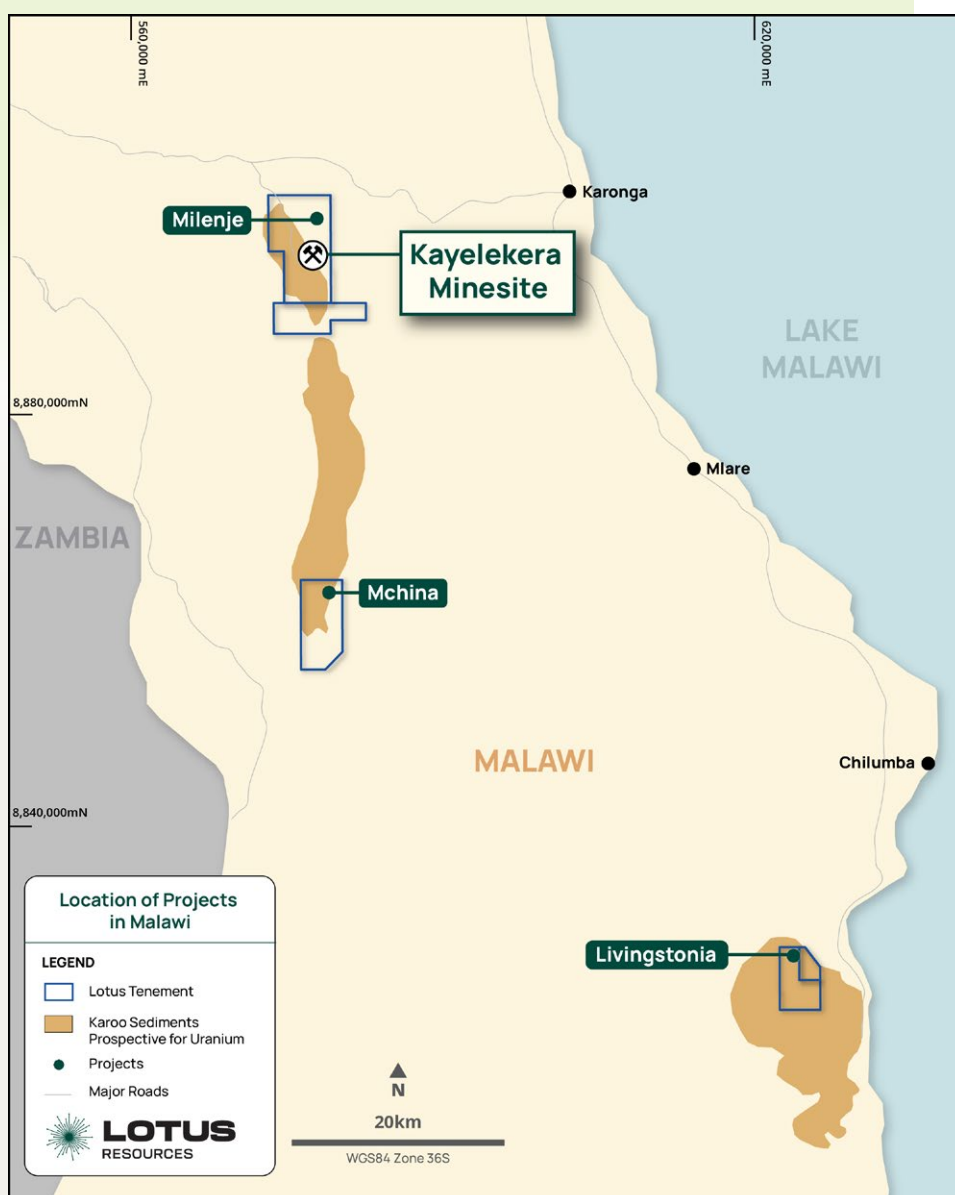 560,000 mE
620,000 mE
Karonga
Milenje
Kayelekera
Minesite
LAKE
MALAWI
8,880,000mN
Mlare
ZAMBIA
Mchina
MALAWI
Chilumba
8,840,000mN
Location of Projects
in Malawi
LEGEND
Lotus Tenement
Karoo Sediments
Prospective for Uranium
Projects
Major Roads
LOTUS
RESOURCES
Livingstonia
N
20km
WGS84 Zone 36S